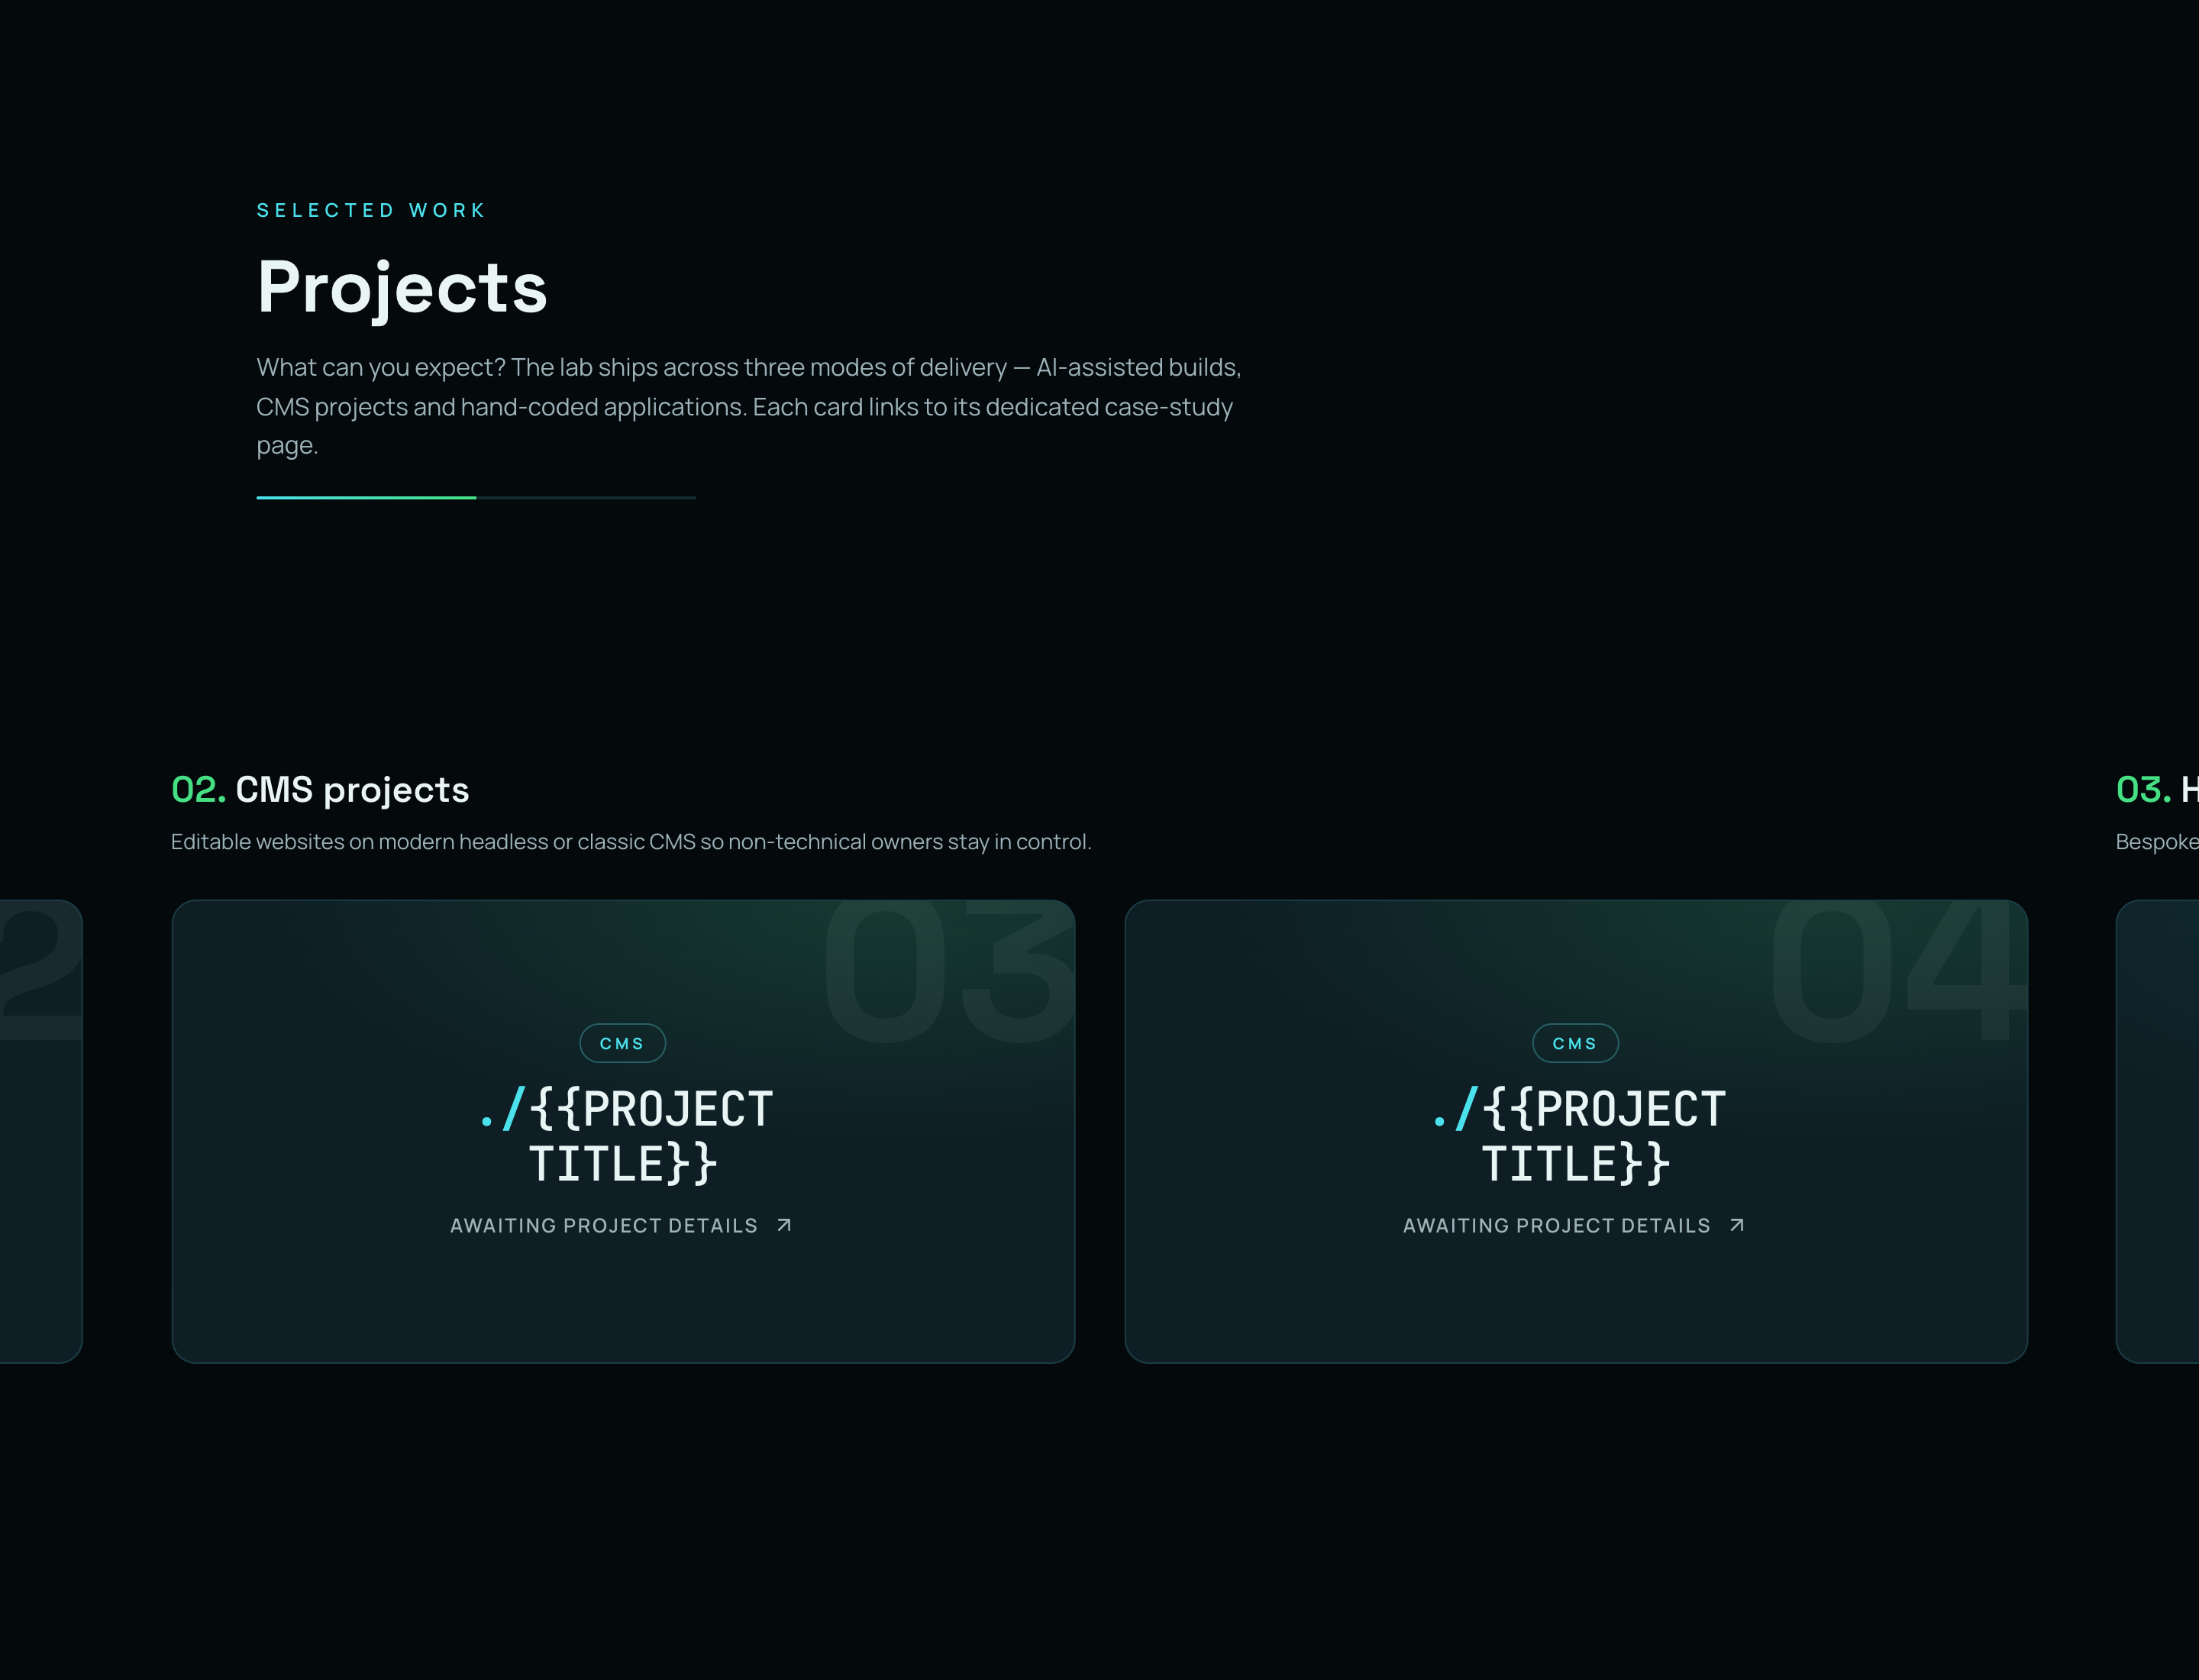 SELECTED WORK
Projects
What can you expect? The lab ships across three modes of delivery — AI-assisted builds,
CMS projects and hand-coded applications. Each card links to its dedicated case-study
page.
02. CMS projects
Editable websites on modern headless or classic CMS so non-technical owners stay in control.
03. H
Bespoke
2
03
CMS
./{{PROJECT
TITLE}}
AWAITING PROJECT DETAILS
04
CMS
./{{PROJECT
TITLE}}
AWAITING PROJECT DETAILS